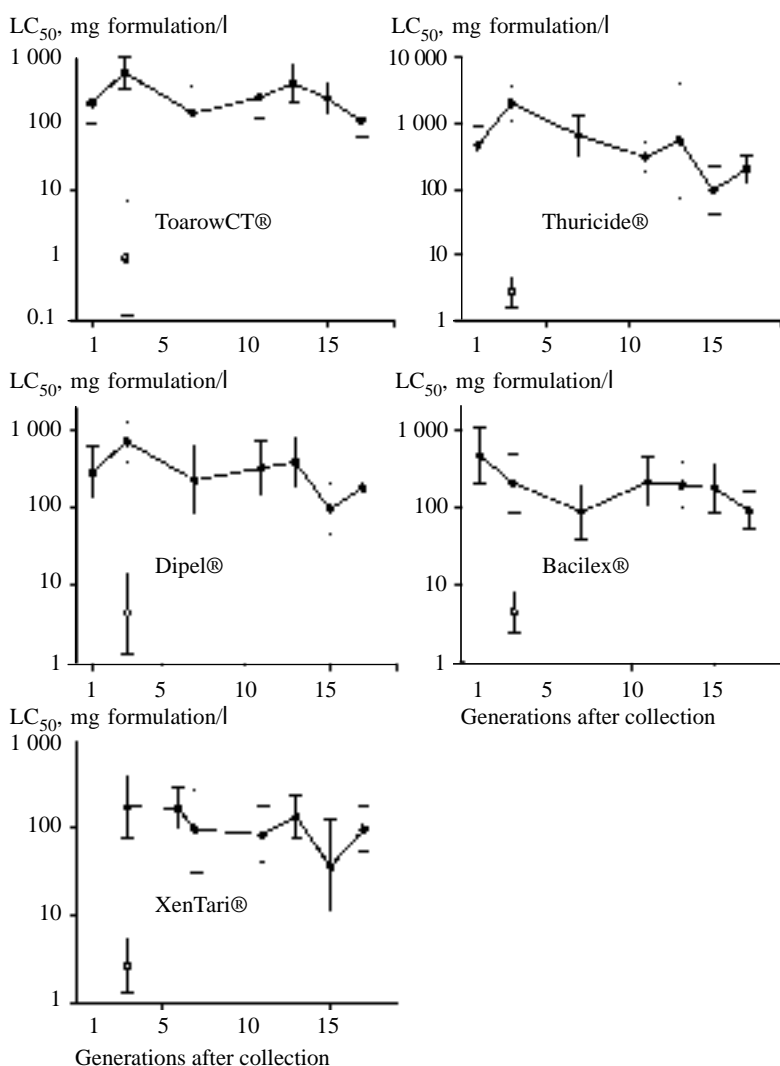 LC50, mg formulation/l
1 000
100
10
1
0.1
ToarowCT®
1 5 10 15
LC50, mg formulation/l
10 000
1 000
100
10
1
Thuricide®
1 5 10 15
LC50, mg formulation/l
1 000
100
10
1
Dipel®
1 5 10 15
LC50, mg formulation/l
1 000
100
10
1
Bacilex®
1 5 10 15
Generations after collection
LC50, mg formulation/l
1 000
100
10
1
XenTari®
1 5 10 15
Generations after collection